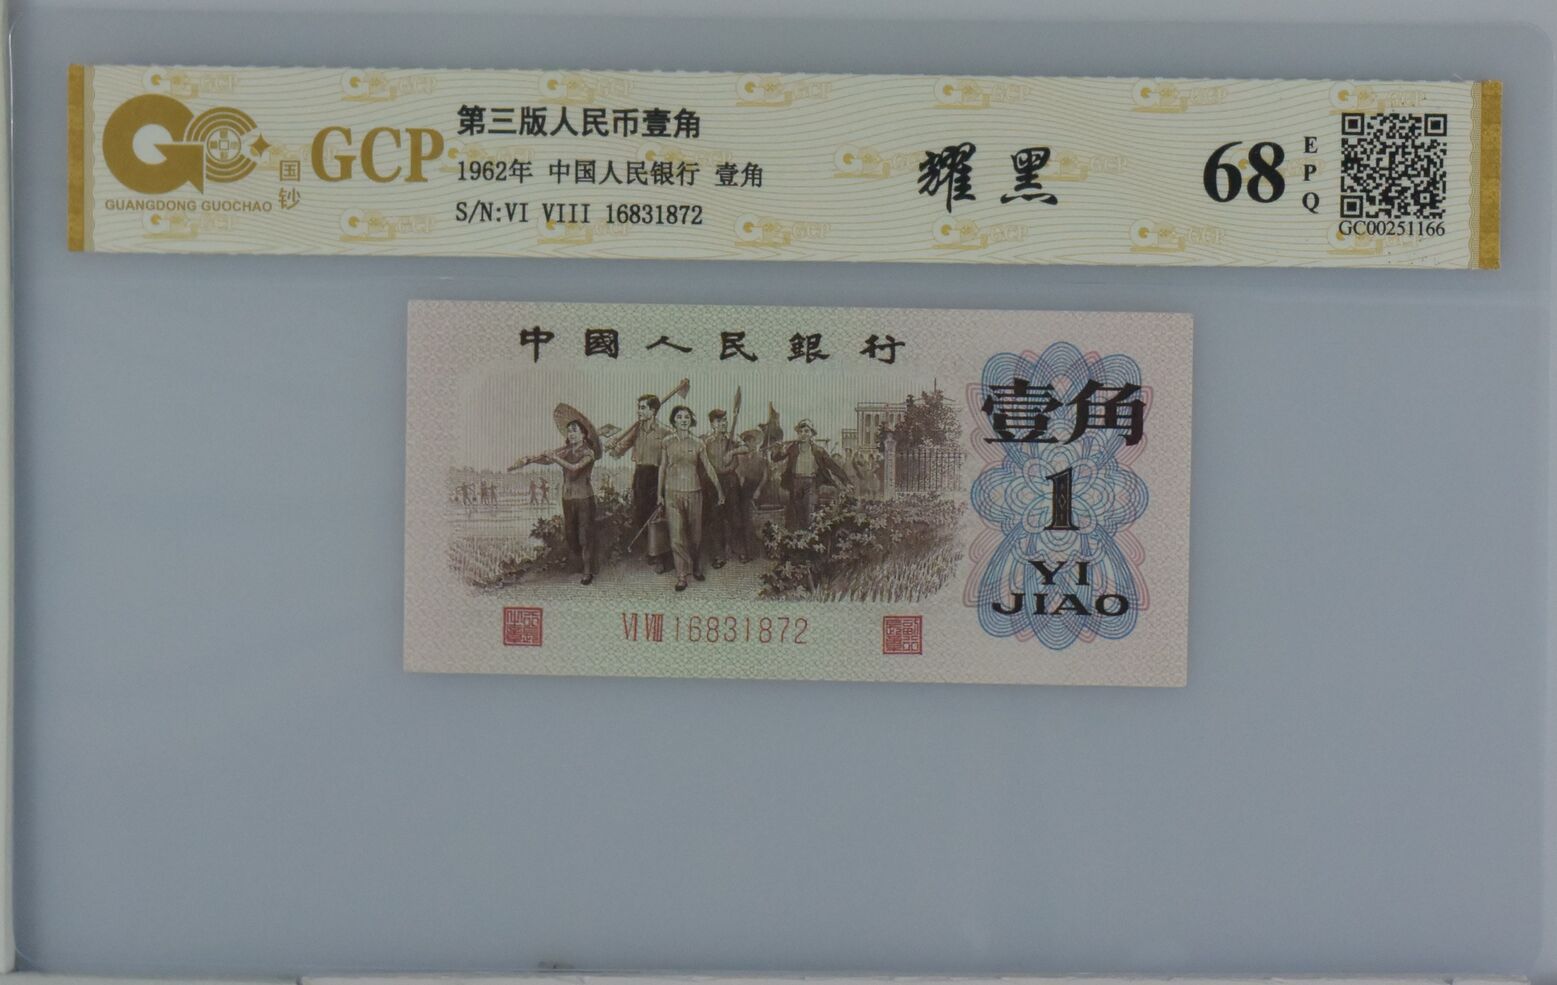 GCP
国钞
GUANGDONG GUOCHAO
第三版人民币壹角
1962年 中国人民银行 壹角
S/N:VI VIII 16831872
耀黑
68
EPQ
GC00251166
中國人民銀行
壹角
1
YI
JIAO
VI VIII 16831872